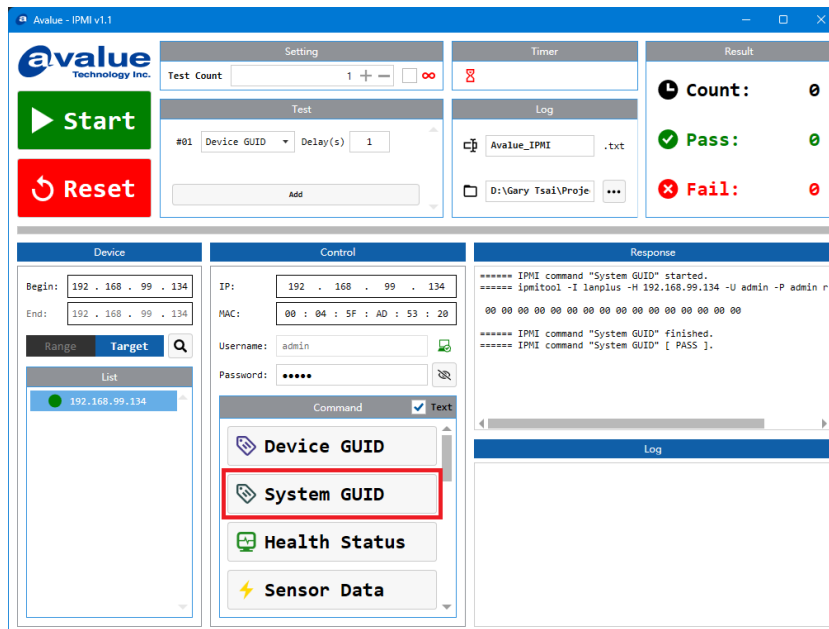 Avalue - IPMI v1.1
avalue
Technology Inc.
Start
Reset
Setting
Test Count 1
Test
#01 Device GUID Delay(s) 1
Add
Timer
Log
Avalue_IPMI .txt
D:\Gary Tsai\Proje
Result
Count: 0
Pass: 0
Fail: 0
Device
Begin: 192 . 168 . 99 . 134
End: 192 . 168 . 99 . 134
Range Target
List
192.168.99.134
Control
IP: 192 . 168 . 99 . 134
MAC: 00 : 04 : 5F : AD : 53 : 20
Username: admin
Password: ●●●●●
Command Text
Device GUID
System GUID
Health Status
Sensor Data
Response
====== IPMI command "System GUID" started.
====== ipmitool -I lanplus -H 192.168.99.134 -U admin -P admin r
00 00 00 00 00 00 00 00 00 00 00 00 00 00 00 00
====== IPMI command "System GUID" finished.
====== IPMI command "System GUID" [ PASS ].
Log